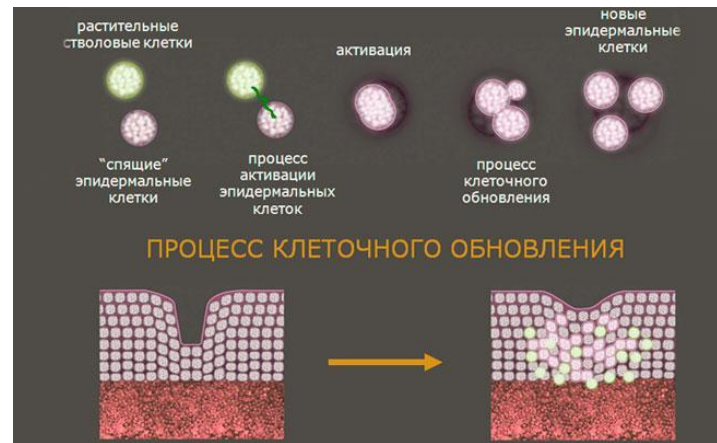 растительные
стволовые клетки
активация
новые
эпидермальные
клетки
"спящие"
эпидермальные
клетки
процесс
активации
эпидермальных
клеток
процесс
клеточного
обновления
ПРОЦЕСС КЛЕТОЧНОГО ОБНОВЛЕНИЯ